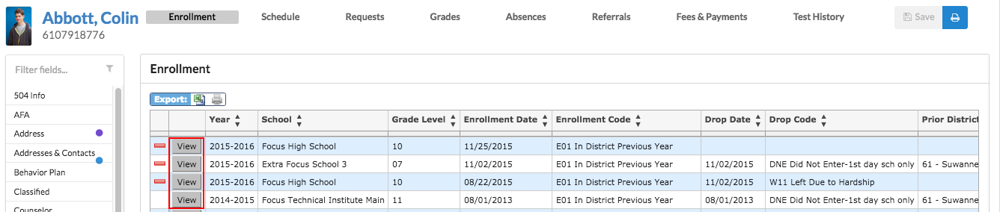 Abbott, Colin
6107918776
Enrollment Schedule Requests Grades Absences Referrals Fees & Payments Test History
Save
Filter fields...
504 Info
AFA
Address
Addresses & Contacts
Behavior Plan
Classified
Counselor
Enrollment
Export:
Year School Grade Level Enrollment Date Enrollment Code Drop Date Drop Code Prior District
View 2015-2016 Focus High School 10 11/25/2015 E01 In District Previous Year
View 2015-2016 Extra Focus School 3 07 11/02/2015 E01 In District Previous Year 11/02/2015 DNE Did Not Enter-1st day sch only 61 - Suwanne
View 2015-2016 Focus High School 10 08/22/2015 E01 In District Previous Year 11/02/2015 W11 Left Due to Hardship
View 2014-2015 Focus Technical Institute Main 11 08/01/2013 E01 In District Previous Year 08/01/2013 DNE Did Not Enter-1st day sch only 61 - Suwanne